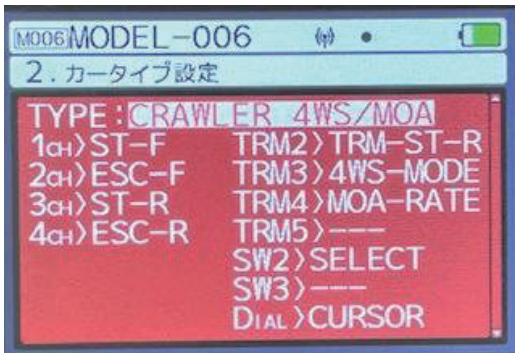 M006 MODEL-006
2.カータイプ設定
TYPE:CRAWLER 4WS/MOA
1CH>ST-F TRM2>TRM-ST-R
2CH>ESC-F TRM3>4WS-MODE
3CH>ST-R TRM4>MOA-RATE
4CH>ESC-R TRM5>---
SW2>SELECT
SW3>---
DIAL>CURSOR